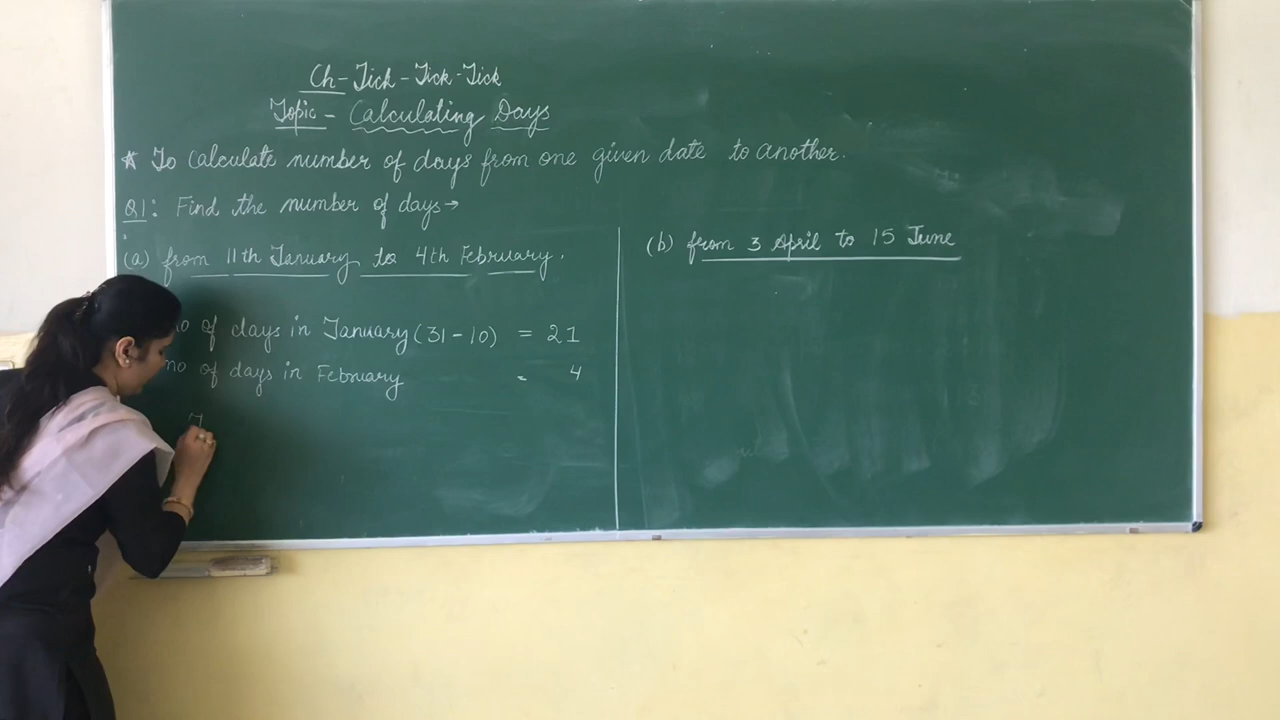 Ch-Tick-Tick-Tick
Topic - Calculating Days
* To Calculate number of days from one given date to another.
Q1: Find the number of days→
(a) from 11th January to 4th February.
(b) from 3 April to 15 June
no of days in January (31-10) = 21
no of days in February = 4
T